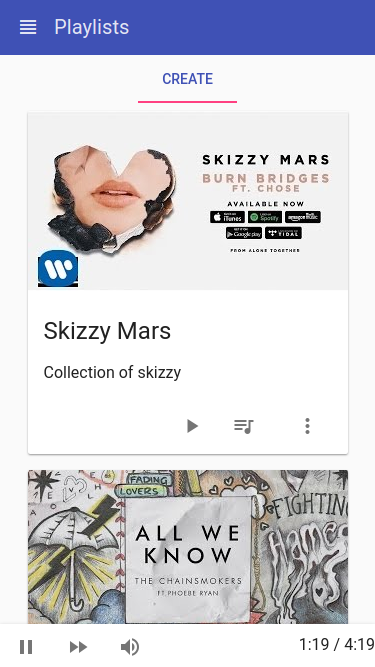 Playlists
CREATE
SKIZZY MARS
BURN BRIDGES
FT. CHOSE
AVAILABLE NOW
iTunes
Spotify
amazon music
Google play
TIDAL
FROM ALONE TOGETHER
W
Skizzy Mars
Collection of skizzy
FADING
LOVERS
FIGHTING
flames
ALL WE
KNOW
THE CHAINSMOKERS
FT. PHOEBE RYAN
1:19 / 4:19